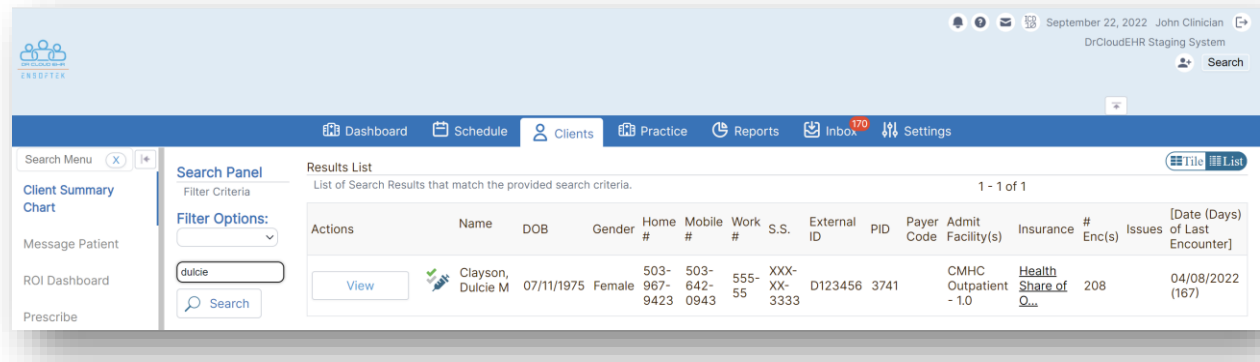 September 22, 2022 John Clinician
DrCloudEHR Staging System
Search
DR CLOUD EHR
ENSOFTEK
Dashboard Schedule Clients Practice Reports Inbox 170 Settings
Search Menu X
Client Summary
Chart
Message Patient
ROI Dashboard
Prescribe
Search Panel
Filter Criteria
Filter Options:
dulcie
Search
Results List
List of Search Results that match the provided search criteria.
1 - 1 of 1
Tile List
Actions Name DOB Gender Home # Mobile # Work # S.S. External ID PID Payer Code Admit Facility(s) Insurance # Enc(s) Issues [Date (Days) of Last Encounter]
View Clayson, Dulcie M 07/11/1975 Female 503-967-9423 503-642-0943 555-55 XXX-XX-3333 D123456 3741 CMHC Outpatient - 1.0 Health Share of O... 208 04/08/2022 (167)